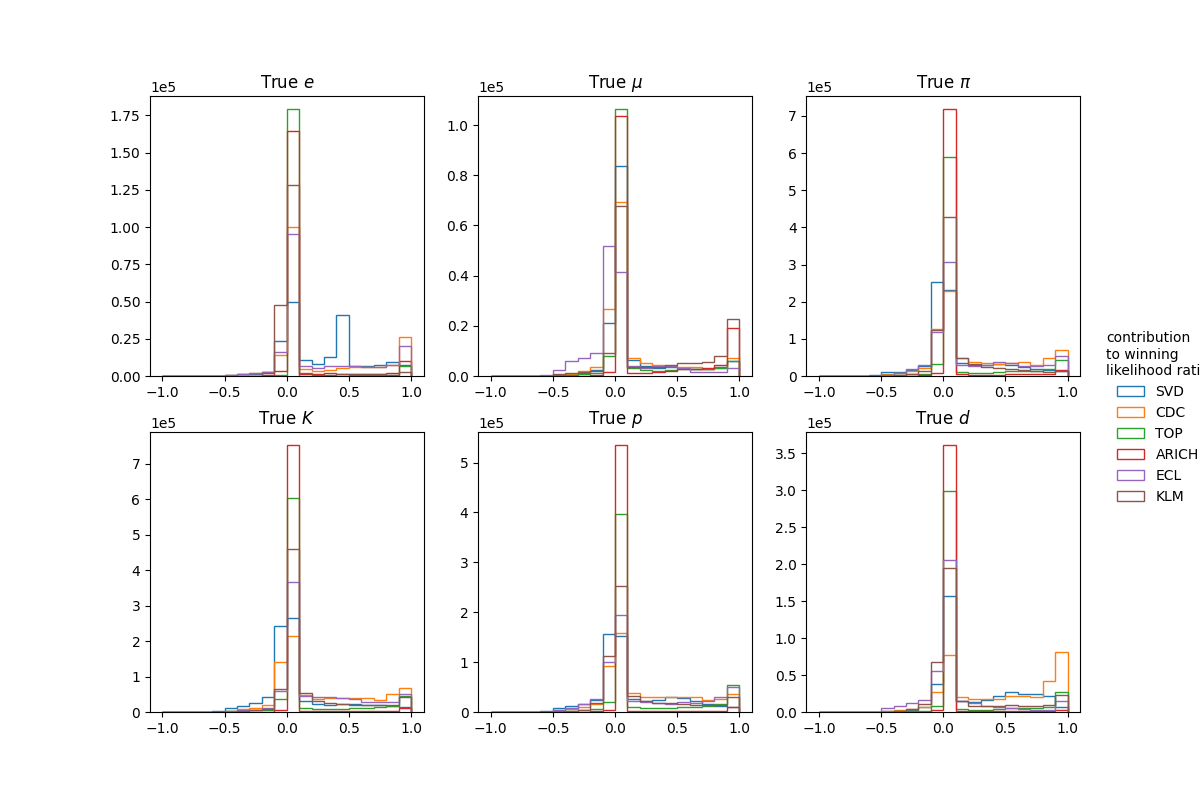 True e
1e5
1.75
1.50
1.25
1.00
0.75
0.50
0.25
0.00
−1.0 −0.5 0.0 0.5 1.0
True μ
1e5
1.0
0.8
0.6
0.4
0.2
0.0
−1.0 −0.5 0.0 0.5 1.0
True π
1e5
7
6
5
4
3
2
1
0
−1.0 −0.5 0.0 0.5 1.0
True K
1e5
7
6
5
4
3
2
1
0
−1.0 −0.5 0.0 0.5 1.0
True p
1e5
5
4
3
2
1
0
−1.0 −0.5 0.0 0.5 1.0
True d
1e5
3.5
3.0
2.5
2.0
1.5
1.0
0.5
0.0
−1.0 −0.5 0.0 0.5 1.0
contribution
to winning
likelihood rati
SVD
CDC
TOP
ARICH
ECL
KLM